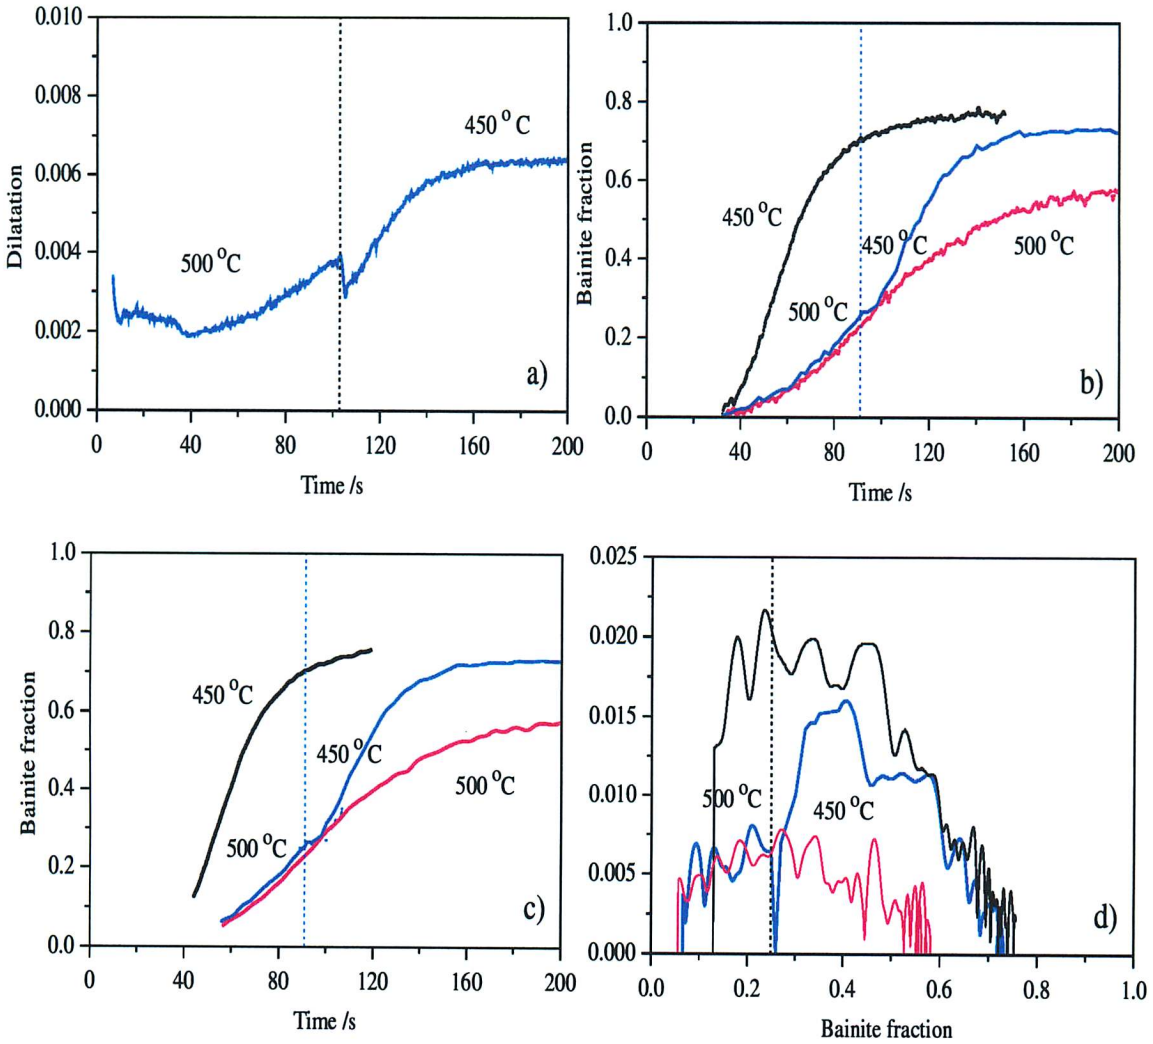 0.010
0.008
0.006
0.004
0.002
0.000
Dilatation
500 °C
450 °C
a)
0 40 80 120 160 200
Time /s
1.0
0.8
0.6
0.4
0.2
0.0
Bainite fraction
450 °C
450 °C
500 °C
500 °C
b)
0 40 80 120 160 200
Time /s
1.0
0.8
0.6
0.4
0.2
0.0
Bainite fraction
450 °C
450 °C
500 °C
500 °C
c)
0 40 80 120 160 200
Time /s
0.025
0.020
0.015
0.010
0.005
0.000
500 °C
450 °C
d)
0.0 0.2 0.4 0.6 0.8 1.0
Bainite fraction